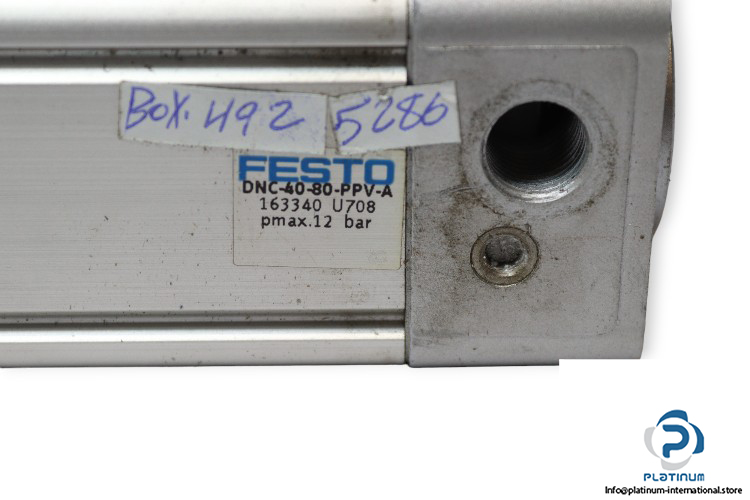 BOX. 492 5286
FESTO
DNC-40-80-PPV-A
163340 U708
pmax.12 bar
PLATINUM
Info@platinum-international.store